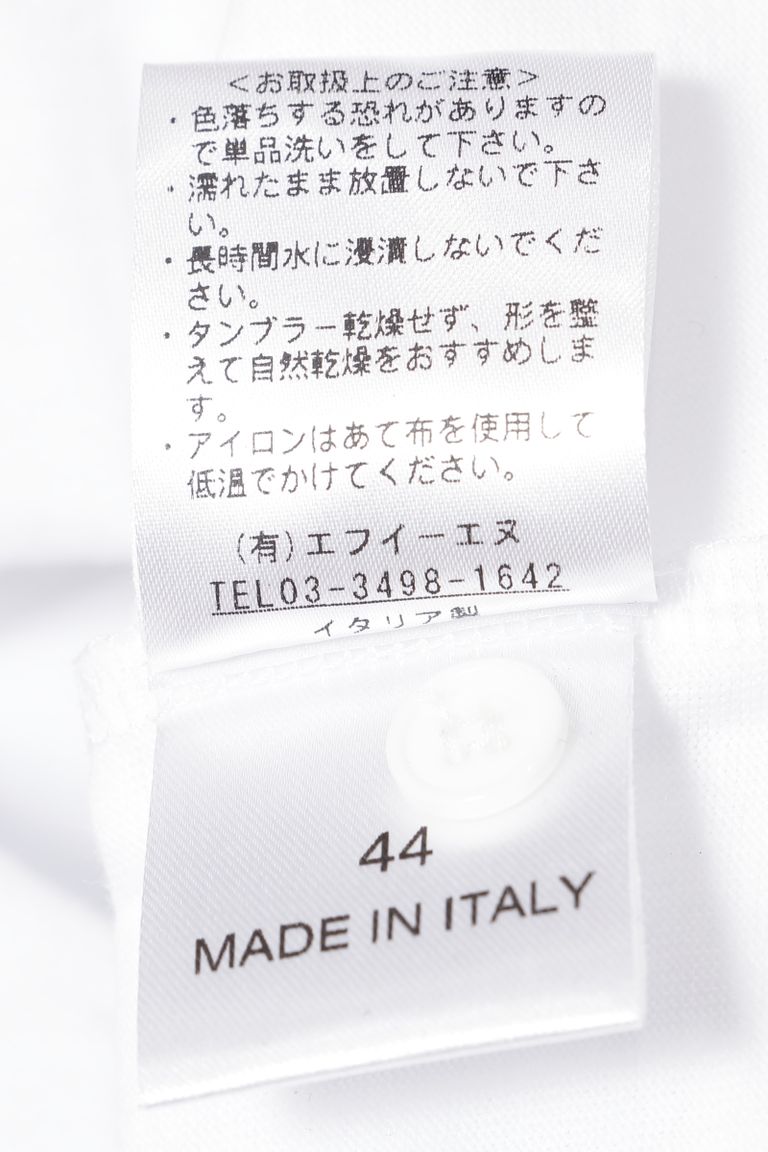 <お取扱上のご注意>
・色落ちする恐れがありますの
で単品洗いをして下さい。
・濡れたまま放置しないで下さ
い。
・長時間水に浸漬しないでくだ
さい。
・タンブラー乾燥せず、形を整
えて自然乾燥をおすすめしま
す。
・アイロンはあて布を使用して
低温でかけてください。
(有)エフイーエヌ
TEL03-3498-1642
イタリア製
44
MADE IN ITALY